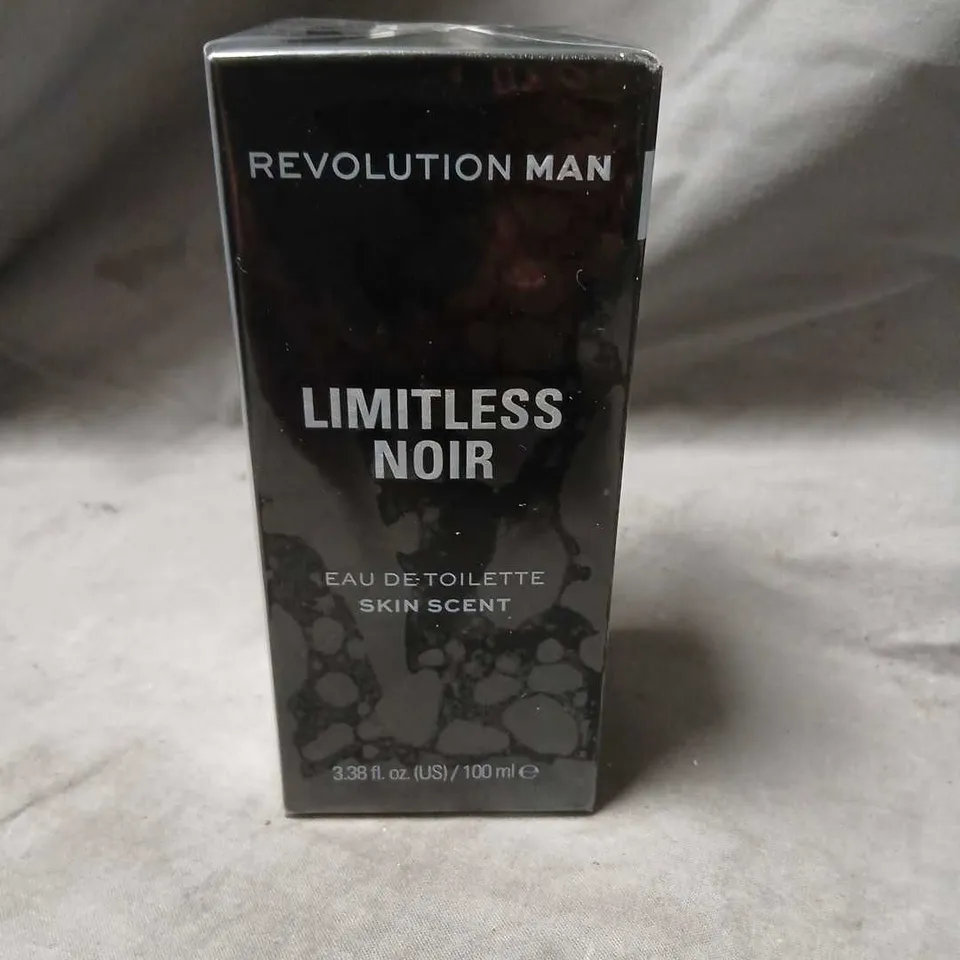 REVOLUTION MAN
LIMITLESS
NOIR
EAU DE-TOILETTE
SKIN SCENT
3.38 fl. oz. (US) / 100 ml ℮